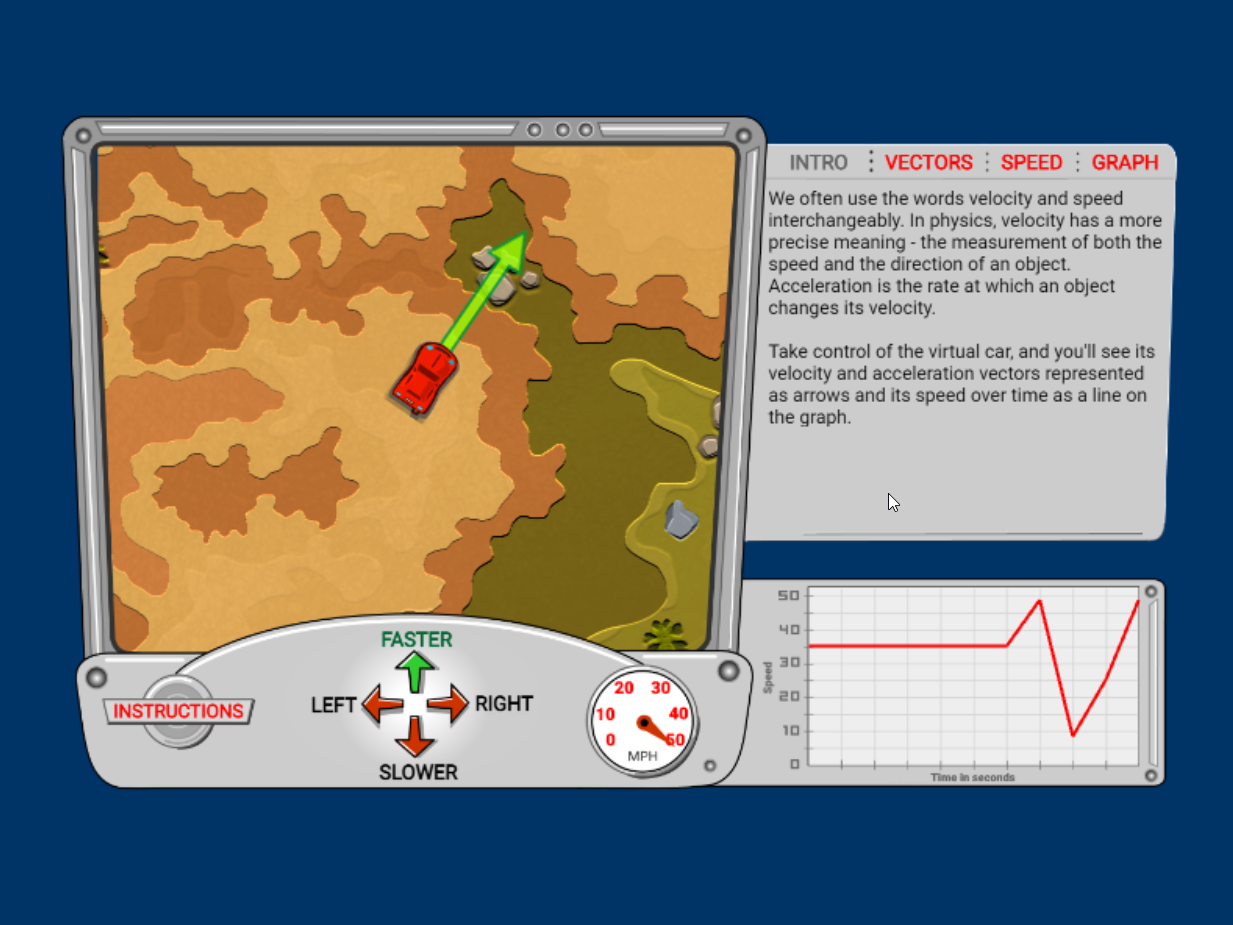 INTRO VECTORS SPEED GRAPH
We often use the words velocity and speed
interchangeably. In physics, velocity has a more
precise meaning - the measurement of both the
speed and the direction of an object.
Acceleration is the rate at which an object
changes its velocity.
Take control of the virtual car, and you'll see its
velocity and acceleration vectors represented
as arrows and its speed over time as a line on
the graph.
FASTER
LEFT
RIGHT
SLOWER
INSTRUCTIONS
20 30
10 40
0 50
MPH
50
40
30
20
10
0
Speed
Time in seconds